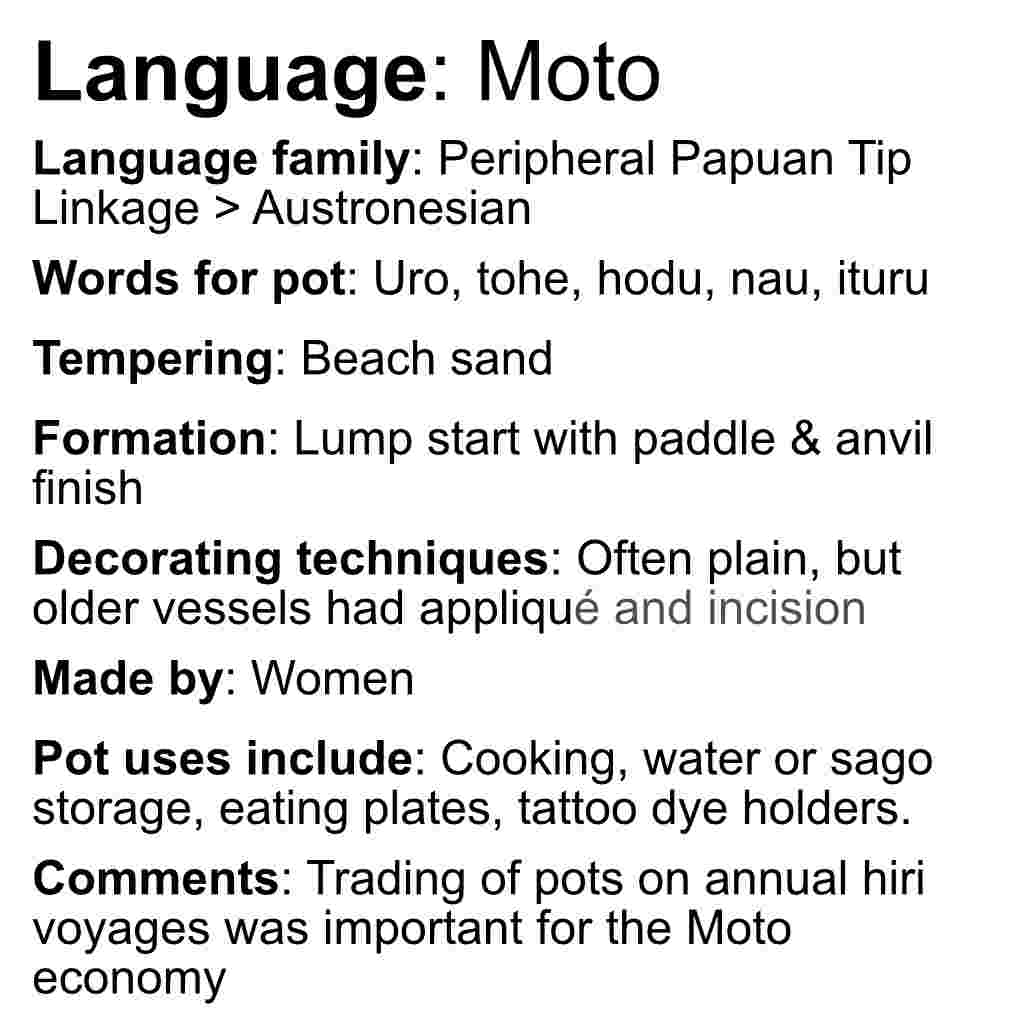 Language: Moto
Language family: Peripheral Papuan Tip
Linkage > Austronesian
Words for pot: Uro, tohe, hodu, nau, ituru
Tempering: Beach sand
Formation: Lump start with paddle & anvil
finish
Decorating techniques: Often plain, but
older vessels had appliqué and incision
Made by: Women
Pot uses include: Cooking, water or sago
storage, eating plates, tattoo dye holders.
Comments: Trading of pots on annual hiri
voyages was important for the Moto
economy